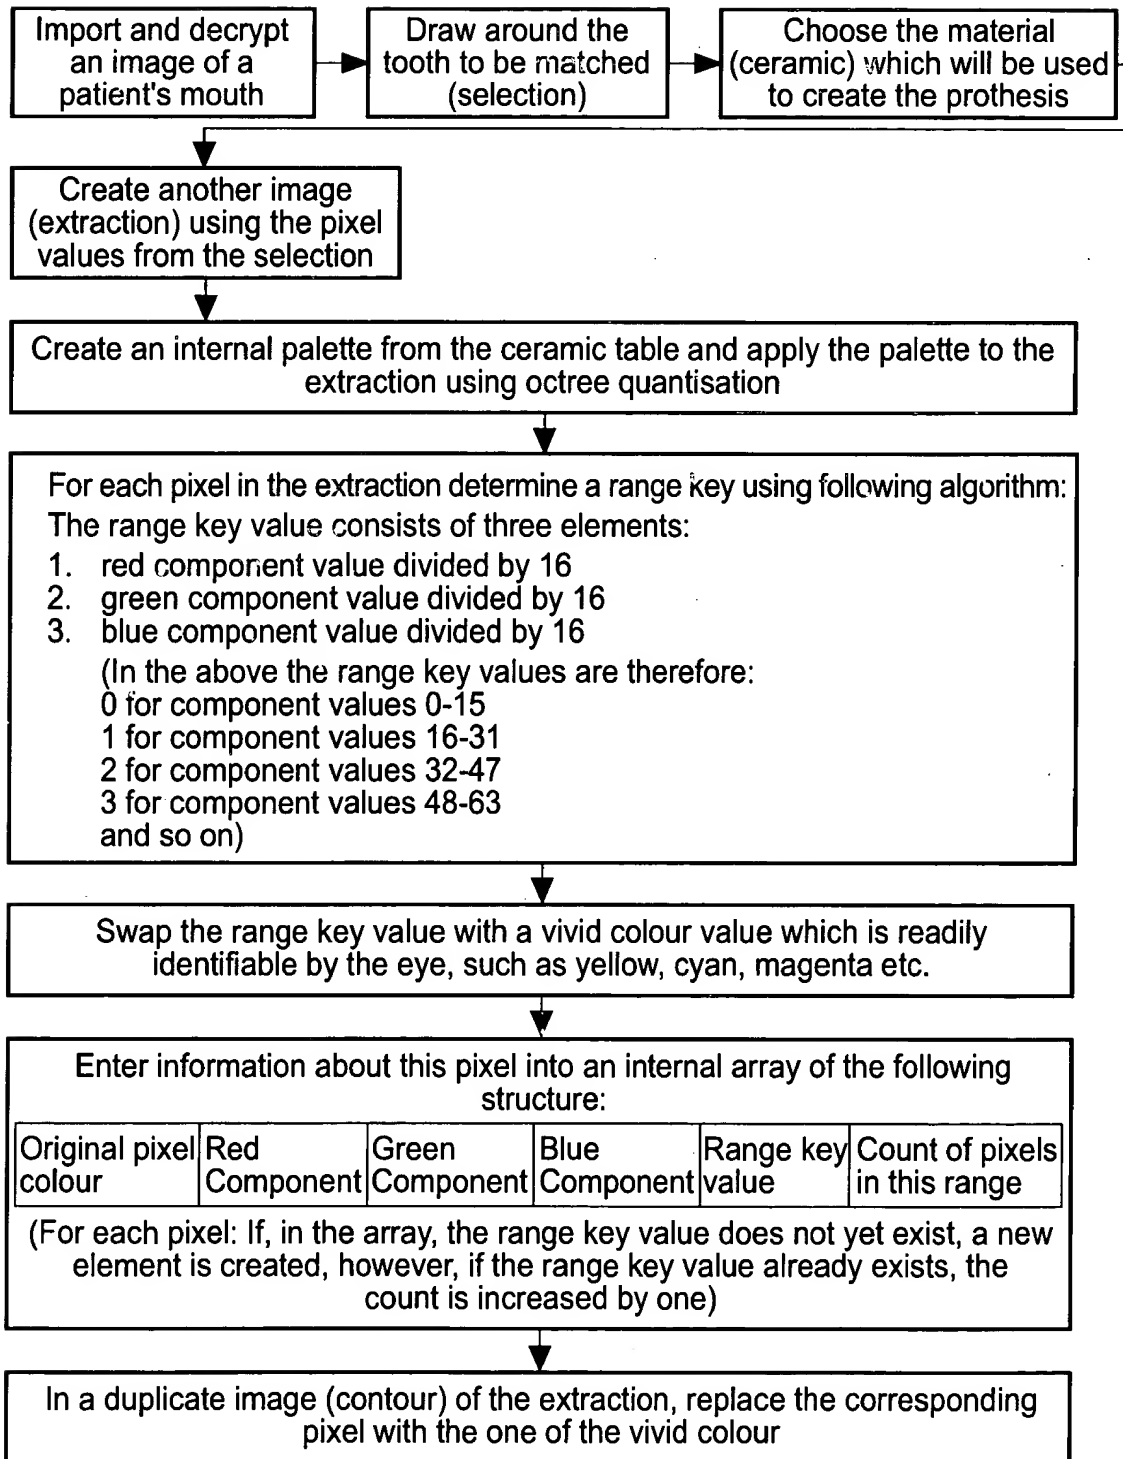 Import and decrypt
an image of a
patient's mouth
Draw around the
tooth to be matched
(selection)
Choose the material
(ceramic) which will be used
to create the prothesis
Create another image
(extraction) using the pixel
values from the selection
Create an internal palette from the ceramic table and apply the palette to the
extraction using octree quantisation
For each pixel in the extraction determine a range key using following algorithm:
The range key value consists of three elements:
1. red component value divided by 16
2. green component value divided by 16
3. blue component value divided by 16
(In the above the range key values are therefore:
0 for component values 0-15
1 for component values 16-31
2 for component values 32-47
3 for component values 48-63
and so on)
Swap the range key value with a vivid colour value which is readily
identifiable by the eye, such as yellow, cyan, magenta etc.
Enter information about this pixel into an internal array of the following
structure:
Original pixel
colour
Red
Component
Green
Component
Blue
Component
Range key
value
Count of pixels
in this range
(For each pixel: If, in the array, the range key value does not yet exist, a new
element is created, however, if the range key value already exists, the
count is increased by one)
In a duplicate image (contour) of the extraction, replace the corresponding
pixel with the one of the vivid colour